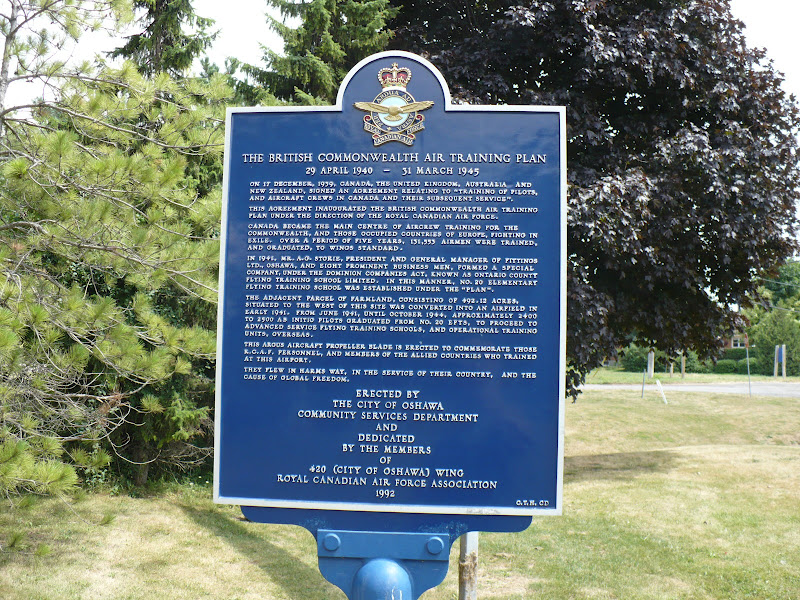 THE BRITISH COMMONWEALTH AIR TRAINING PLAN
29 APRIL 1940 – 31 MARCH 1945
ON 17 DECEMBER, 1939, CANADA, THE UNITED KINGDOM, AUSTRALIA AND
NEW ZEALAND, SIGNED AN AGREEMENT RELATING TO "TRAINING OF PILOTS,
AND AIRCRAFT CREWS IN CANADA AND THEIR SUBSEQUENT SERVICE".
THIS AGREEMENT INAUGURATED THE BRITISH COMMONWEALTH AIR TRAINING
PLAN UNDER THE DIRECTION OF THE ROYAL CANADIAN AIR FORCE.
CANADA BECAME THE MAIN CENTRE OF AIRCREW TRAINING FOR THE
COMMONWEALTH, AND THOSE OCCUPIED COUNTRIES OF EUROPE, FIGHTING IN
EXILE. OVER A PERIOD OF FIVE YEARS, 131,553 AIRMEN WERE TRAINED,
AND GRADUATED, TO WINGS STANDARD.
IN 1941, MR. A.G. STORIE, PRESIDENT AND GENERAL MANAGER OF FITTINGS
LTD., OSHAWA, AND EIGHT PROMINENT BUSINESS MEN, FORMED A SPECIAL
COMPANY, UNDER THE DOMINION COMPANIES ACT, KNOWN AS ONTARIO COUNTY
FLYING TRAINING SCHOOL LIMITED. IN THIS MANNER, NO. 20 ELEMENTARY
FLYING TRAINING SCHOOL WAS ESTABLISHED UNDER THE "PLAN".
THE ADJACENT PARCEL OF FARMLAND, CONSISTING OF 492.12 ACRES,
SITUATED TO THE WEST OF THIS SITE WAS CONVERTED INTO AN AIRFIELD IN
EARLY 1941. FROM JUNE 1941, UNTIL OCTOBER 1944, APPROXIMATELY 2400
TO 2500 AB INITIO PILOTS GRADUATED FROM NO. 20 EFTS, TO PROCEED TO
ADVANCED SERVICE FLYING TRAINING SCHOOLS, AND OPERATIONAL TRAINING
UNITS, OVERSEAS.
THIS ARGUS AIRCRAFT PROPELLER BLADE IS ERECTED TO COMMEMORATE THOSE
R.C.A.F. PERSONNEL, AND MEMBERS OF THE ALLIED COUNTRIES WHO TRAINED
AT THIS AIRPORT.
THEY FLEW IN HARMS WAY, IN THE SERVICE OF THEIR COUNTRY, AND THE
CAUSE OF GLOBAL FREEDOM.
ERECTED BY
THE CITY OF OSHAWA
COMMUNITY SERVICES DEPARTMENT
AND
DEDICATED
BY THE MEMBERS
OF
420 (CITY OF OSHAWA) WING
ROYAL CANADIAN AIR FORCE ASSOCIATION
1992